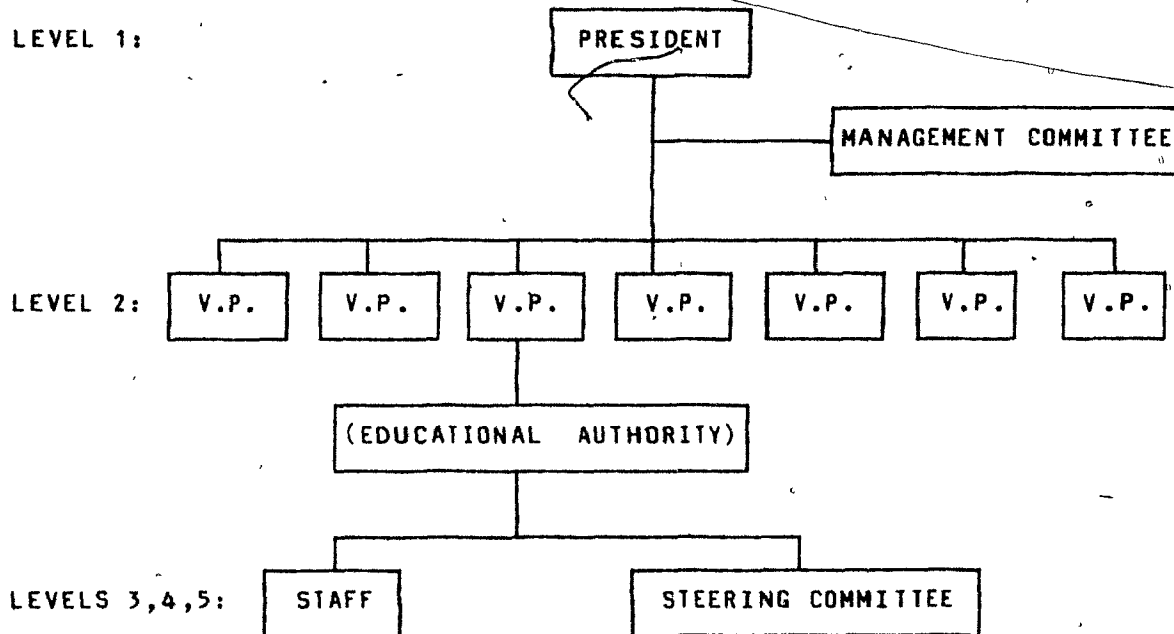 LEVEL 1: PRESIDENT
MANAGEMENT COMMITTEE
LEVEL 2: V.P. V.P. V.P. V.P. V.P. V.P. V.P.
(EDUCATIONAL AUTHORITY)
LEVELS 3,4,5: STAFF STEERING COMMITTEE